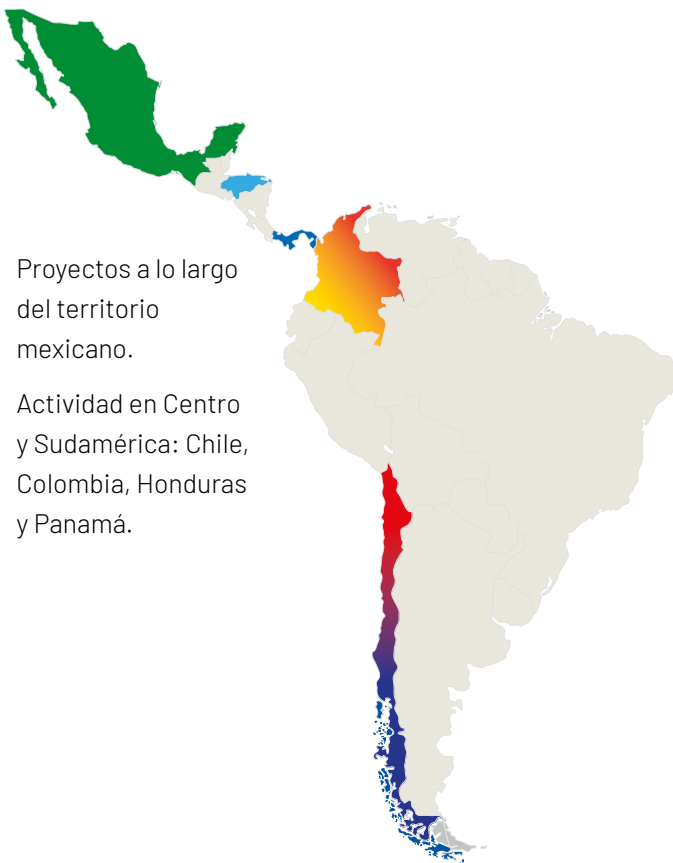 Proyectos a lo largo
del territorio
mexicano.
Actividad en Centro
y Sudamérica: Chile,
Colombia, Honduras
y Panamá.